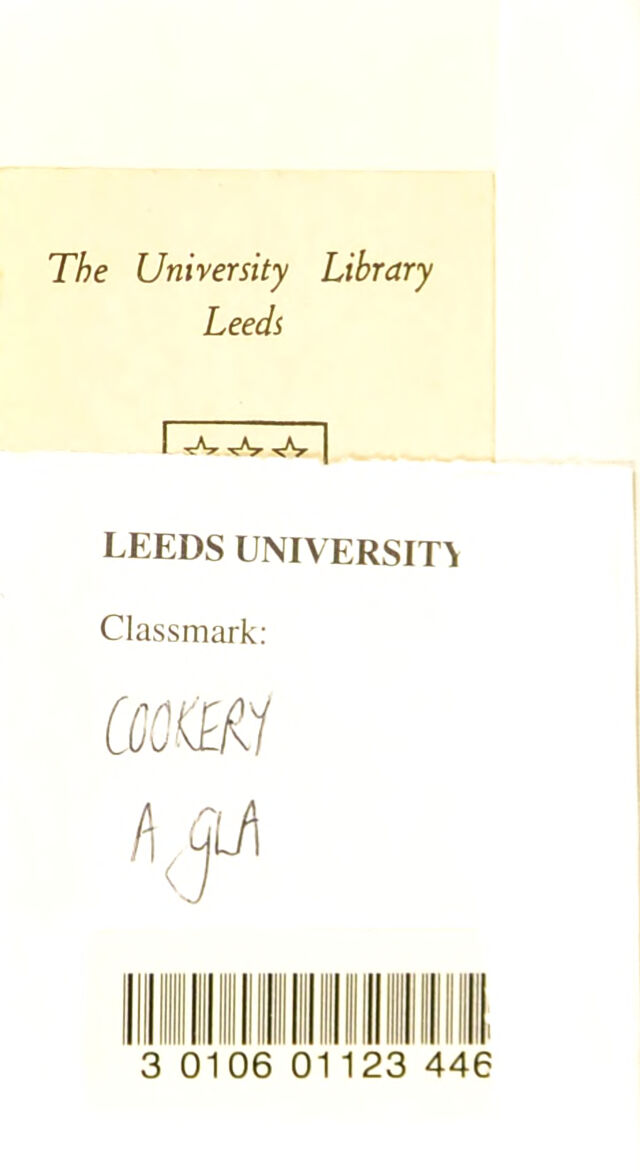 The University Library
Leeds
LEEDS UNIVERSITY
Classmark:
COOKERY
A GLA
3 0106 01123 446